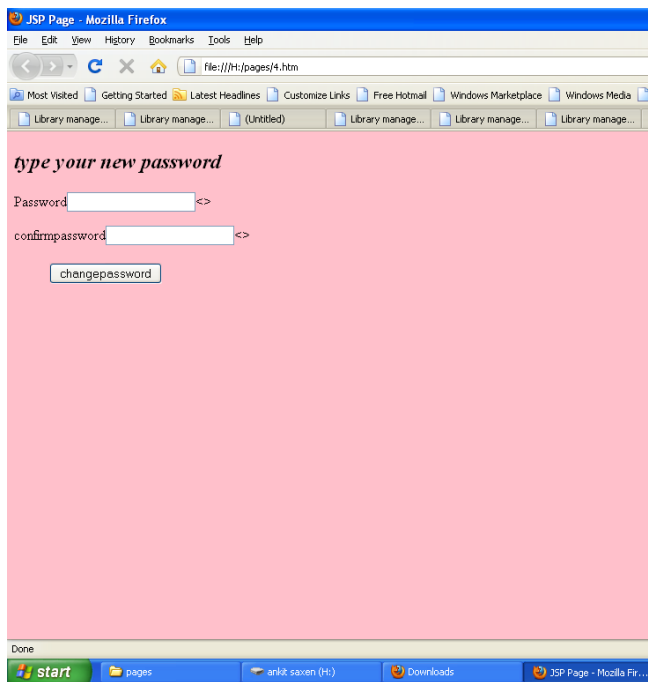 JSP Page - Mozilla Firefox
File Edit View History Bookmarks Tools Help
file:///H:/pages/4.htm
Most Visited Getting Started Latest Headlines Customize Links Free Hotmail Windows Marketplace Windows Media
Library manage... Library manage... (Untitled) Library manage... Library manage... Library manage...
type your new password
Password<>
confirmpassword<>
changepassword
Done
start pages ankit saxen (H:) Downloads JSP Page - Mozilla Fir...